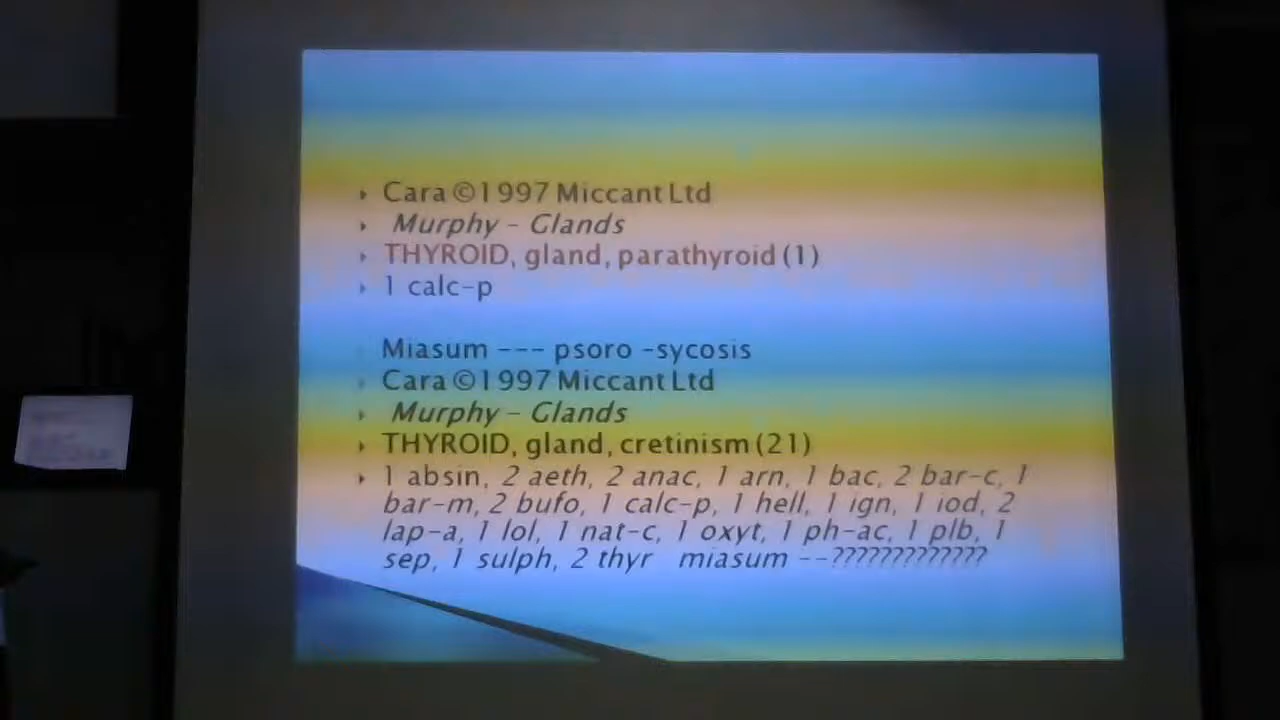 Cara ©1997 Miccant Ltd
Murphy - Glands
THYROID, gland, parathyroid (1)
1 calc-p
Miasum --- psoro -sycosis
Cara ©1997 Miccant Ltd
Murphy - Glands
THYROID, gland, cretinism (21)
1 absin, 2 aeth, 2 anac, 1 arn, 1 bac, 2 bar-c, 1
bar-m, 2 bufo, 1 calc-p, 1 hell, 1 ign, 1 iod, 2
lap-a, 1 lol, 1 nat-c, 1 oxyt, 1 ph-ac, 1 plb, 1
sep, 1 sulph, 2 thyr miasum --?????????????